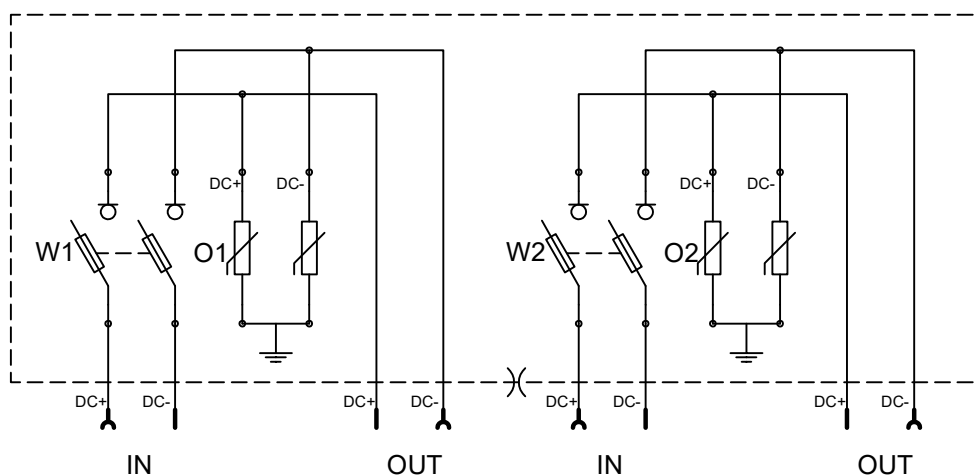 DC+ DC- DC+ DC-
W1 O1 W2 O2
DC+ DC- DC+ DC- DC+ DC- DC+ DC-
IN OUT IN OUT